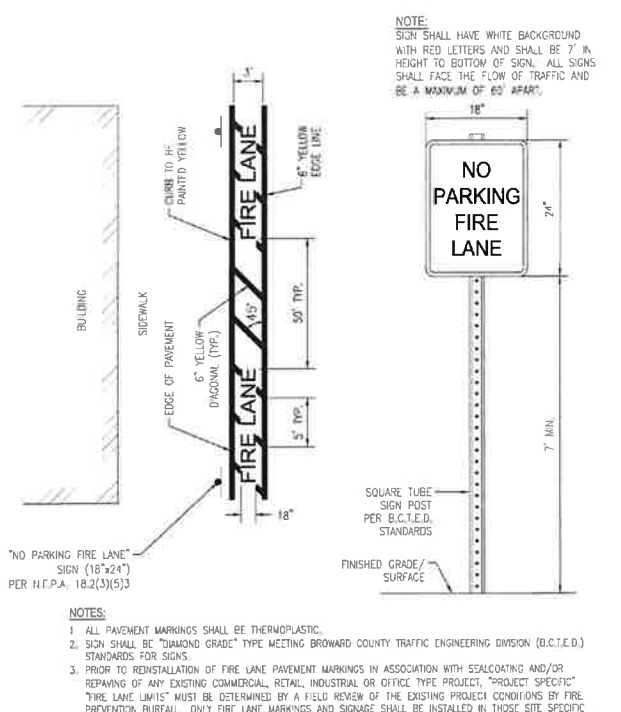 NOTE:
SIGN SHALL HAVE WHITE BACKGROUND
WITH RED LETTERS AND SHALL BE 7' IN
HEIGHT TO BOTTOM OF SIGN. ALL SIGNS
SHALL FACE THE FLOW OF TRAFFIC AND
BE A MAXIMUM OF 60' APART.
18"
NO
PARKING
FIRE
LANE
24"
7' MIN.
SQUARE TUBE
SIGN POST
PER B.C.T.E.D.
STANDARDS
FINISHED GRADE/
SURFACE
3'
BUILDING
SIDEWALK
CURB TO BE
PAINTED YELLOW
FIRE LANE
6" YELLOW
EDGE LINE
EDGE OF PAVEMENT
6" YELLOW
DIAGONAL (TYP.)
45°
50' TYP.
FIRE LANE
5' TYP.
18"
"NO PARKING FIRE LANE"
SIGN (18"x24")
PER N.F.P.A. 18.2(3)(5)3
NOTES:
1 ALL PAVEMENT MARKINGS SHALL BE THERMOPLASTIC.
2. SIGN SHALL BE "DIAMOND GRADE" TYPE MEETING BROWARD COUNTY TRAFFIC ENGINEERING DIVISION (B.C.T.E.D.)
STANDARDS FOR SIGNS.
3. PRIOR TO REINSTALLATION OF FIRE LANE PAVEMENT MARKINGS IN ASSOCIATION WITH SEALCOATING AND/OR
REPAVING OF ANY EXISTING COMMERCIAL, RETAIL, INDUSTRIAL OR OFFICE TYPE PROJECT, "PROJECT SPECIFIC"
"FIRE LANE LIMITS" MUST BE DETERMINED BY A FIELD REVIEW OF THE EXISTING PROJECT CONDITIONS BY FIRE
PREVENTION BUREAU. ONLY FIRE LANE MARKINGS AND SIGNAGE SHALL BE INSTALLED IN THOSE SITE SPECIFIC